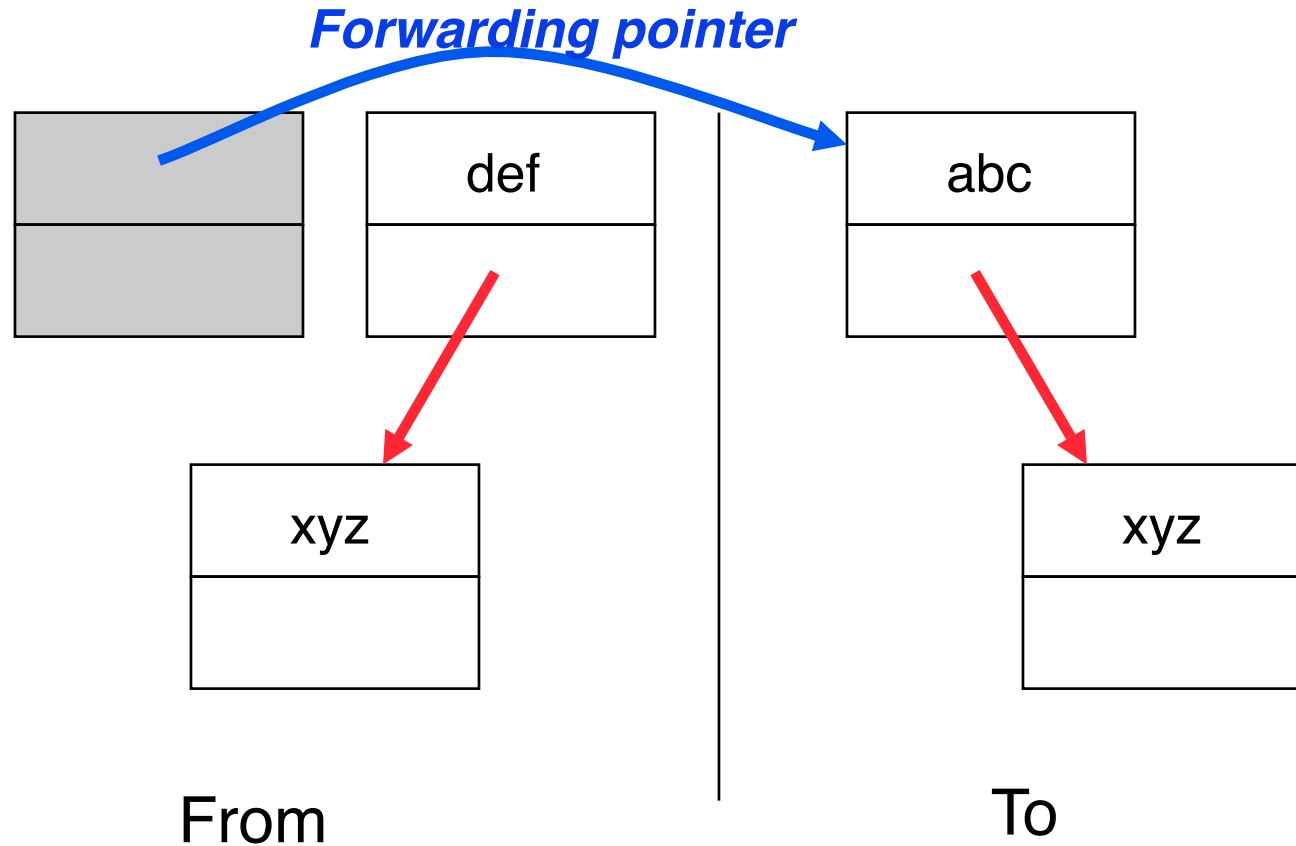 Forwarding pointer
def
abc
xyz
xyz
From
To